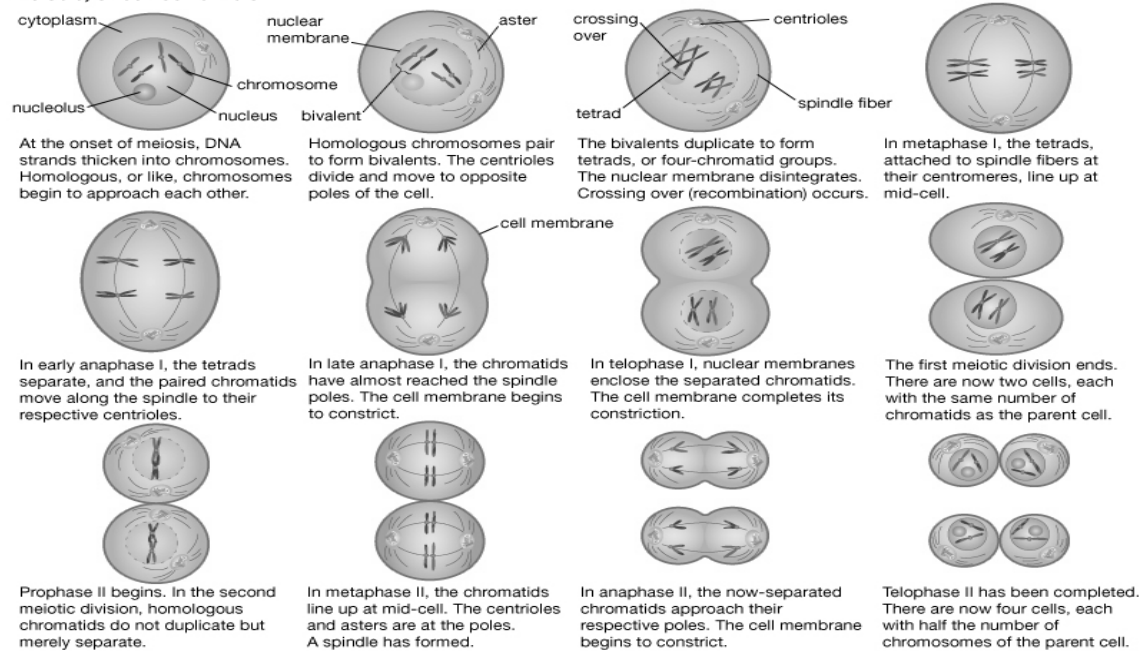 cytoplasm
nuclear
membrane
aster
chromosome
nucleolus
nucleus
bivalent
crossing
over
centrioles
tetrad
spindle fiber
At the onset of meiosis, DNA
strands thicken into chromosomes.
Homologous, or like, chromosomes
begin to approach each other.
Homologous chromosomes pair
to form bivalents. The centrioles
divide and move to opposite
poles of the cell.
The bivalents duplicate to form
tetrads, or four-chromatid groups.
The nuclear membrane disintegrates.
Crossing over (recombination) occurs.
In metaphase I, the tetrads,
attached to spindle fibers at
their centromeres, line up at
mid-cell.
cell membrane
In early anaphase I, the tetrads
separate, and the paired chromatids
move along the spindle to their
respective centrioles.
In late anaphase I, the chromatids
have almost reached the spindle
poles. The cell membrane begins
to constrict.
In telophase I, nuclear membranes
enclose the separated chromatids.
The cell membrane completes its
constriction.
The first meiotic division ends.
There are now two cells, each
with the same number of
chromatids as the parent cell.
Prophase II begins. In the second
meiotic division, homologous
chromatids do not duplicate but
merely separate.
In metaphase II, the chromatids
line up at mid-cell. The centrioles
and asters are at the poles.
A spindle has formed.
In anaphase II, the now-separated
chromatids approach their
respective poles. The cell membrane
begins to constrict.
Telophase II has been completed.
There are now four cells, each
with half the number of
chromosomes of the parent cell.